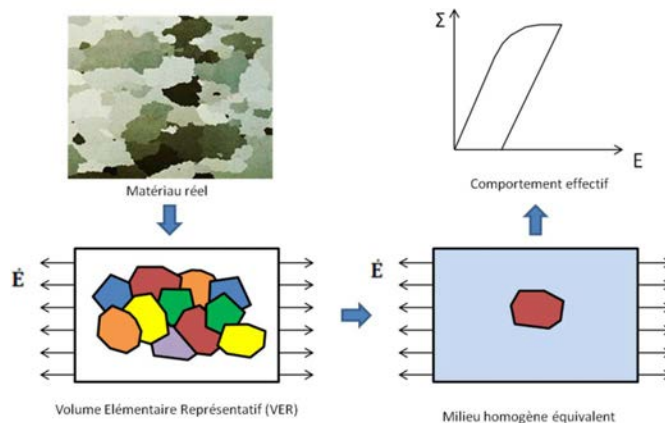 Σ
E
Matériau réel
Comportement effectif
Ė
Ė
Volume Elémentaire Représentatif (VER)
Milieu homogène équivalent